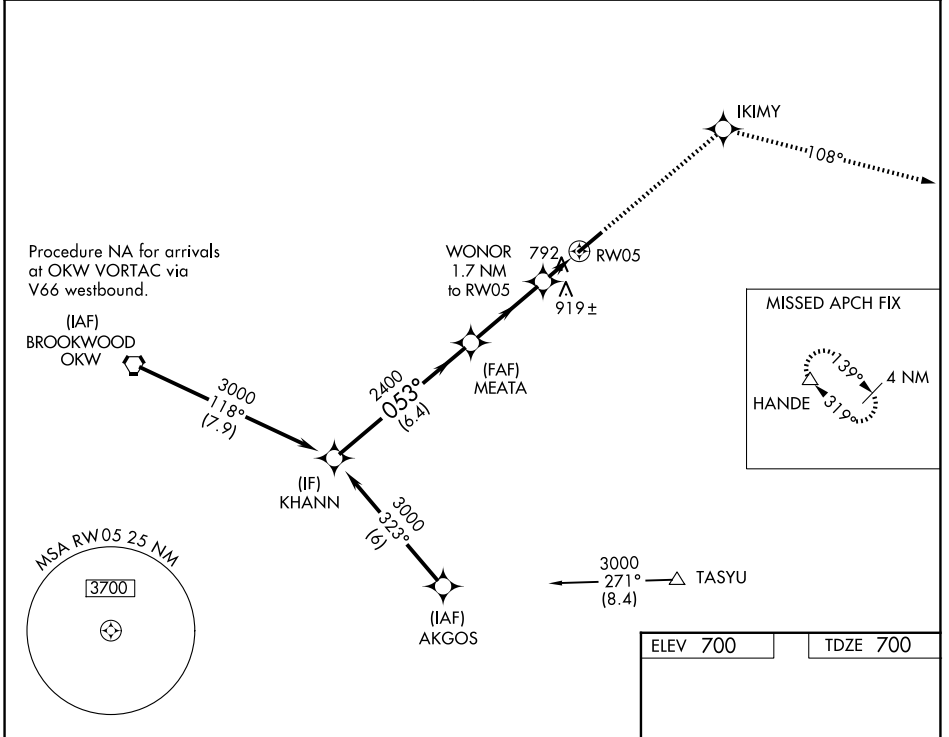 IKIMY
108°
Procedure NA for arrivals
at OKW VORTAC via
V66 westbound.
WONOR
1.7 NM
to RW05
792
RW05
919±
MISSED APCH FIX
139°
4 NM
HANDE
319°
(IAF)
BROOKWOOD
OKW
(FAF)
MEATA
3000
118°
(7.9)
2400
053°
(6.4)
(IF)
KHANN
3000
323°
(6)
MSA RW05 25 NM
3700
3000
271°
(8.4)
TASYU
(IAF)
AKGOS
ELEV 700
TDZE 700